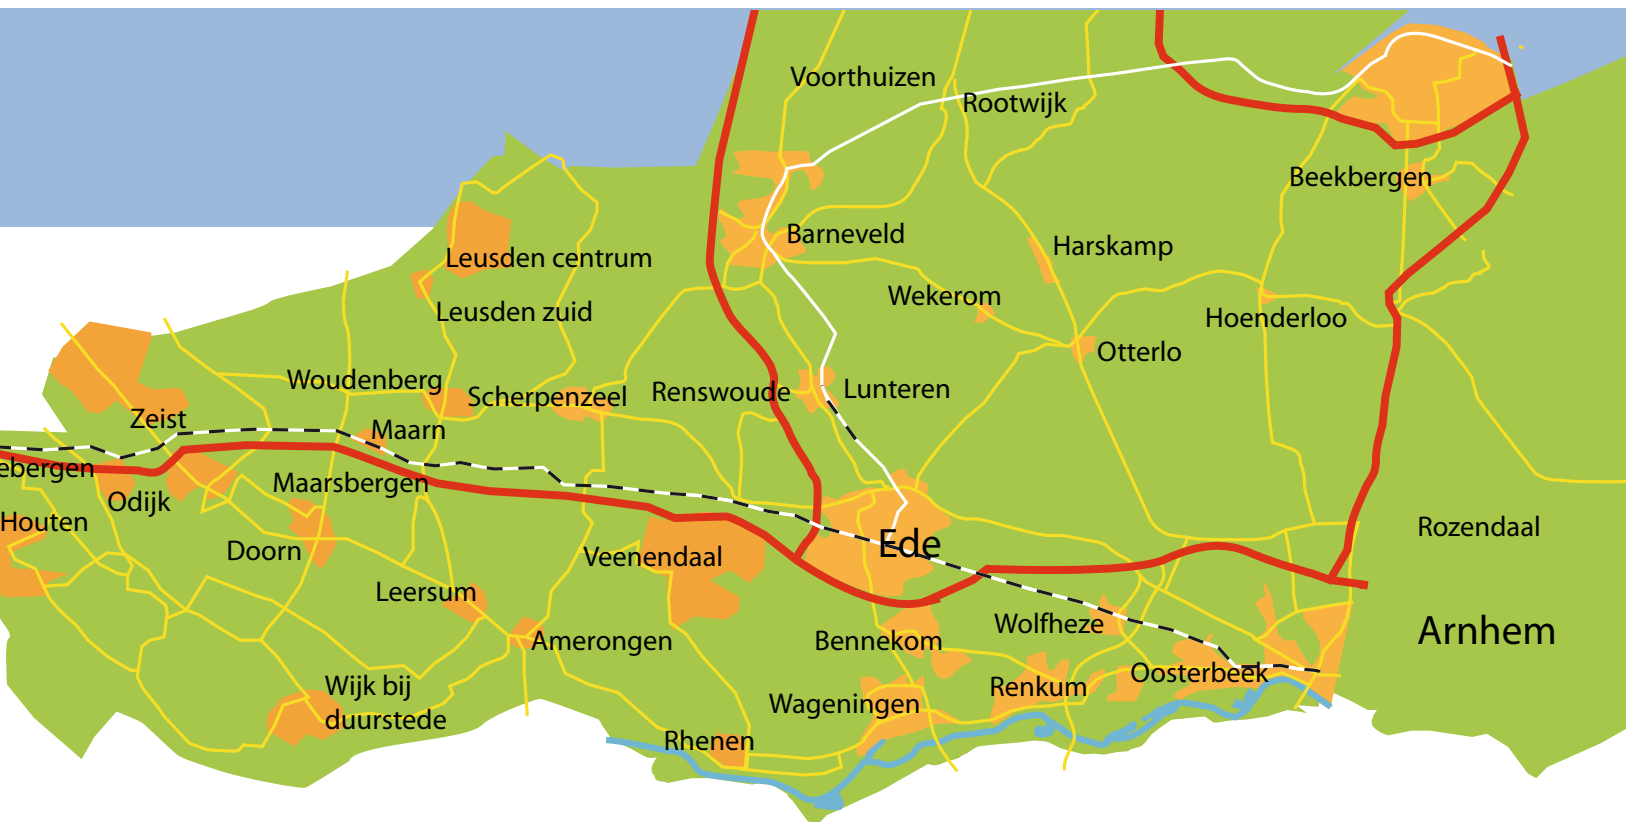 Voorthuizen
Rootwijk
Beekbergen
Barneveld
Harskamp
Leusden centrum
Wekerom
Leusden zuid
Hoenderloo
Otterlo
Woudenberg
Scherpenzeel
Renswoude
Lunteren
Zeist
Maarn
ebergen
Maarsbergen
Odijk
Houten
Rozendaal
Doorn
Veenendaal
Ede
Leersum
Wolfheze
Amerongen
Bennekom
Arnhem
Oosterbeek
Wijk bij
duurstede
Renkum
Wageningen
Rhenen